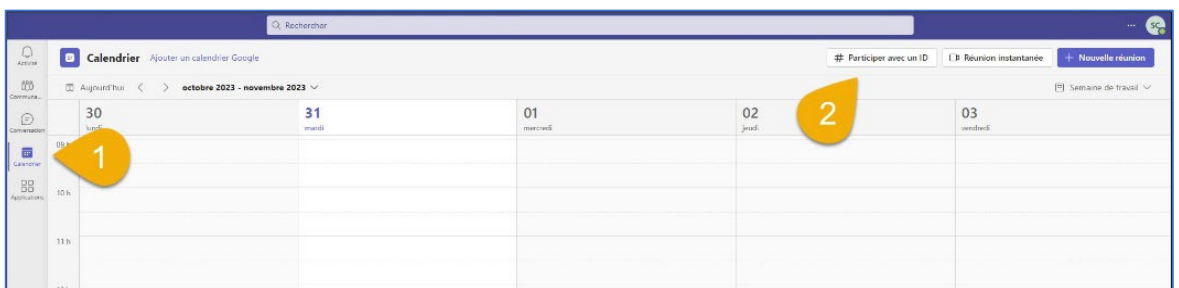 Rechercher
SC
Activité
Calendrier Ajouter un calendrier Google
# Participer avec un ID
Réunion instantanée
+ Nouvelle réunion
Communa...
Aujourd'hui < > octobre 2023 - novembre 2023
Semaine de travail
Conversation
30
lundi
31
mardi
01
mercredi
02
jeudi
03
vendredi
2
1
Calendrier
Applications
10 h
11 h